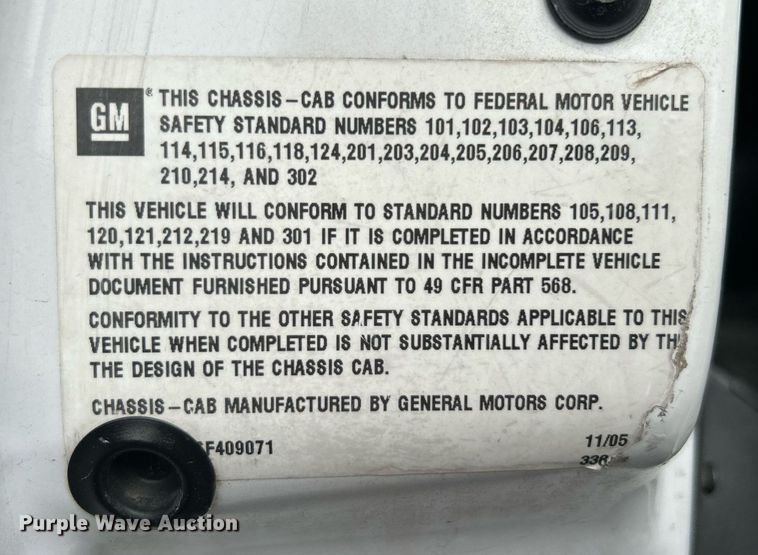 GM ® THIS CHASSIS-CAB CONFORMS TO FEDERAL MOTOR VEHICLE
SAFETY STANDARD NUMBERS 101,102,103,104,106,113,
114,115,116,118,124,201,203,204,205,206,207,208,209,
210,214, AND 302
THIS VEHICLE WILL CONFORM TO STANDARD NUMBERS 105,108,111,
120,121,212,219 AND 301 IF IT IS COMPLETED IN ACCORDANCE
WITH THE INSTRUCTIONS CONTAINED IN THE INCOMPLETE VEHICLE
DOCUMENT FURNISHED PURSUANT TO 49 CFR PART 568.
CONFORMITY TO THE OTHER SAFETY STANDARDS APPLICABLE TO THIS
VEHICLE WHEN COMPLETED IS NOT SUBSTANTIALLY AFFECTED BY TH
THE DESIGN OF THE CHASSIS CAB.
CHASSIS-CAB MANUFACTURED BY GENERAL MOTORS CORP.
F409071 11/05
Purple Wave Auction